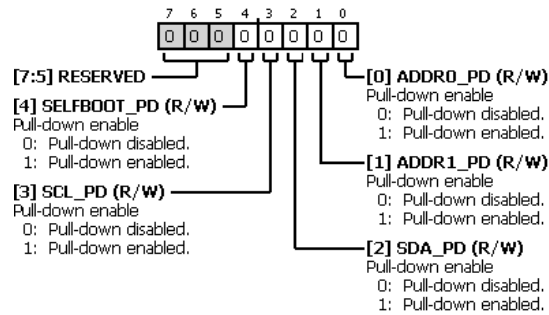 7 6 5 4 3 2 1 0
0 0 0 0 0 0 0 0
[7:5] RESERVED
[4] SELFBOOT_PD (R/W)
Pull-down enable
0: Pull-down disabled.
1: Pull-down enabled.
[3] SCL_PD (R/W)
Pull-down enable
0: Pull-down disabled.
1: Pull-down enabled.
[0] ADDR0_PD (R/W)
Pull-down enable
0: Pull-down disabled.
1: Pull-down enabled.
[1] ADDR1_PD (R/W)
Pull-down enable
0: Pull-down disabled.
1: Pull-down enabled.
[2] SDA_PD (R/W)
Pull-down enable
0: Pull-down disabled.
1: Pull-down enabled.